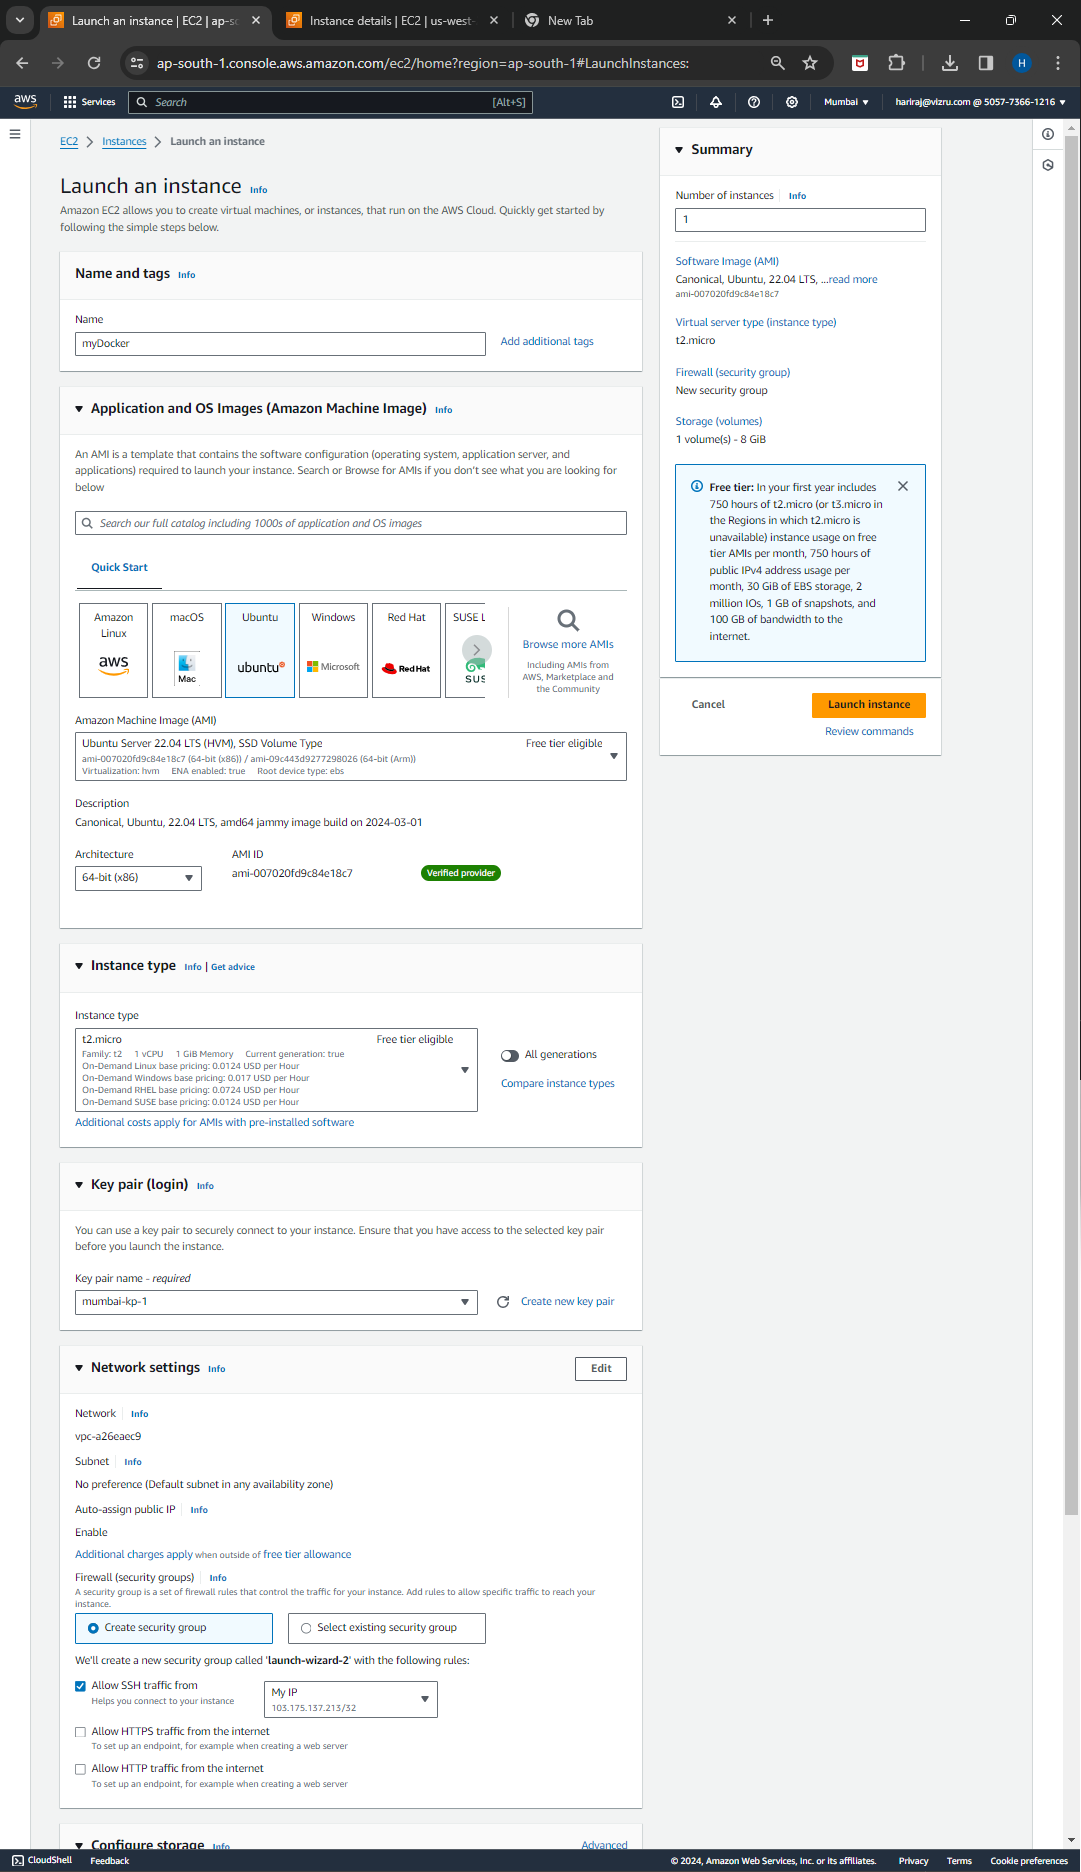 Launch an instance | EC2 | ap-so
Instance details | EC2 | us-west-
New Tab
ap-south-1.console.aws.amazon.com/ec2/home?region=ap-south-1#LaunchInstances:
H
aws
Services
Search
[Alt+S]
Mumbai
hariraj@vizru.com @ 5057-7366-1216
EC2 > Instances > Launch an instance
Launch an instance Info
Amazon EC2 allows you to create virtual machines, or instances, that run on the AWS Cloud. Quickly get started by
following the simple steps below.
Name and tags Info
Name
myDocker
Add additional tags
Application and OS Images (Amazon Machine Image) Info
An AMI is a template that contains the software configuration (operating system, application server, and
applications) required to launch your instance. Search or Browse for AMIs if you don't see what you are looking for
below
Search our full catalog including 1000s of application and OS images
Quick Start
Amazon
Linux
aws
macOS
Mac
Ubuntu
ubuntu
Windows
Microsoft
Red Hat
Red Hat
SUSE L
SUS
Browse more AMIs
Including AMIs from
AWS, Marketplace and
the Community
Amazon Machine Image (AMI)
Ubuntu Server 22.04 LTS (HVM), SSD Volume Type
Free tier eligible
ami-007020fd9c84e18c7 (64-bit (x86)) / ami-09c443d9277298026 (64-bit (Arm))
Virtualization: hvm ENA enabled: true Root device type: ebs
Description
Canonical, Ubuntu, 22.04 LTS, amd64 jammy image build on 2024-03-01
Architecture
64-bit (x86)
AMI ID
ami-007020fd9c84e18c7
Verified provider
Instance type Info | Get advice
Instance type
t2.micro
Free tier eligible
Family: t2 1 vCPU 1 GiB Memory Current generation: true
On-Demand Linux base pricing: 0.0124 USD per Hour
On-Demand Windows base pricing: 0.017 USD per Hour
On-Demand RHEL base pricing: 0.0724 USD per Hour
On-Demand SUSE base pricing: 0.0124 USD per Hour
All generations
Compare instance types
Additional costs apply for AMIs with pre-installed software
Key pair (login) Info
You can use a key pair to securely connect to your instance. Ensure that you have access to the selected key pair
before you launch the instance.
Key pair name - required
mumbai-kp-1
Create new key pair
Network settings Info
Edit
Network Info
vpc-a26eaec9
Subnet Info
No preference (Default subnet in any availability zone)
Auto-assign public IP Info
Enable
Additional charges apply when outside of free tier allowance
Firewall (security groups) Info
A security group is a set of firewall rules that control the traffic for your instance. Add rules to allow specific traffic to reach your
instance.
Create security group
Select existing security group
We'll create a new security group called 'launch-wizard-2' with the following rules:
Allow SSH traffic from
Helps you connect to your instance
My IP
103.175.137.213/32
Allow HTTPS traffic from the internet
To set up an endpoint, for example when creating a web server
Allow HTTP traffic from the internet
To set up an endpoint, for example when creating a web server
Configure storage Info
Advanced
Summary
Number of instances Info
1
Software Image (AMI)
Canonical, Ubuntu, 22.04 LTS, ...read more
ami-007020fd9c84e18c7
Virtual server type (instance type)
t2.micro
Firewall (security group)
New security group
Storage (volumes)
1 volume(s) - 8 GiB
Free tier: In your first year includes
750 hours of t2.micro (or t3.micro in
the Regions in which t2.micro is
unavailable) instance usage on free
tier AMIs per month, 750 hours of
public IPv4 address usage per
month, 30 GiB of EBS storage, 2
million IOs, 1 GB of snapshots, and
100 GB of bandwidth to the
internet.
Cancel
Launch instance
Review commands
CloudShell
Feedback
© 2024, Amazon Web Services, Inc. or its affiliates.
Privacy
Terms
Cookie preferences